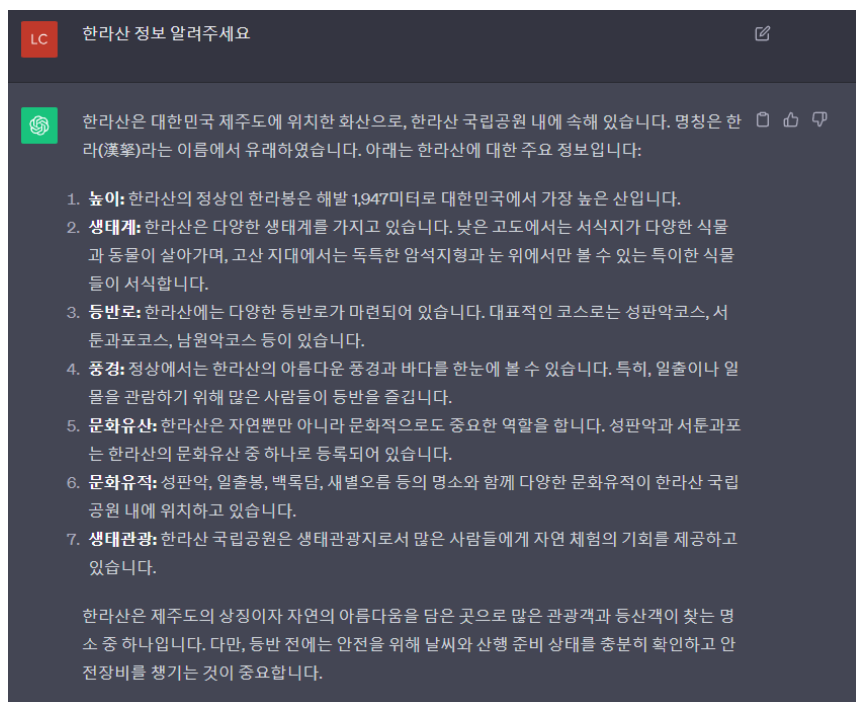 LC
한라산 정보 알려주세요
한라산은 대한민국 제주도에 위치한 화산으로, 한라산 국립공원 내에 속해 있습니다. 명칭은 한
라(漢拏)라는 이름에서 유래하였습니다. 아래는 한라산에 대한 주요 정보입니다:
1. 높이: 한라산의 정상인 한라봉은 해발 1,947미터로 대한민국에서 가장 높은 산입니다.
2. 생태계: 한라산은 다양한 생태계를 가지고 있습니다. 낮은 고도에서는 서식지가 다양한 식물
과 동물이 살아가며, 고산 지대에서는 독특한 암석지형과 눈 위에서만 볼 수 있는 특이한 식물
들이 서식합니다.
3. 등반로: 한라산에는 다양한 등반로가 마련되어 있습니다. 대표적인 코스로는 성판악코스, 서
툰과포코스, 남원악코스 등이 있습니다.
4. 풍경: 정상에서는 한라산의 아름다운 풍경과 바다를 한눈에 볼 수 있습니다. 특히, 일출이나 일
몰을 관람하기 위해 많은 사람들이 등반을 즐깁니다.
5. 문화유산: 한라산은 자연뿐만 아니라 문화적으로도 중요한 역할을 합니다. 성판악과 서툰과포
는 한라산의 문화유산 중 하나로 등록되어 있습니다.
6. 문화유적: 성판악, 일출봉, 백록담, 새별오름 등의 명소와 함께 다양한 문화유적이 한라산 국립
공원 내에 위치하고 있습니다.
7. 생태관광: 한라산 국립공원은 생태관광지로서 많은 사람들에게 자연 체험의 기회를 제공하고
있습니다.
한라산은 제주도의 상징이자 자연의 아름다움을 담은 곳으로 많은 관광객과 등산객이 찾는 명
소 중 하나입니다. 다만, 등반 전에는 안전을 위해 날씨와 산행 준비 상태를 충분히 확인하고 안
전장비를 챙기는 것이 중요합니다.